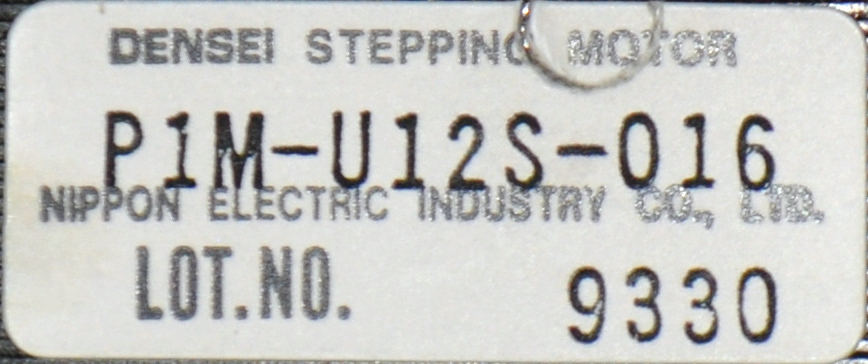 DENSEI STEPPING MOTOR
P1M-U12S-016
NIPPON ELECTRIC INDUSTRY CO., LTD.
LOT.NO. 9330